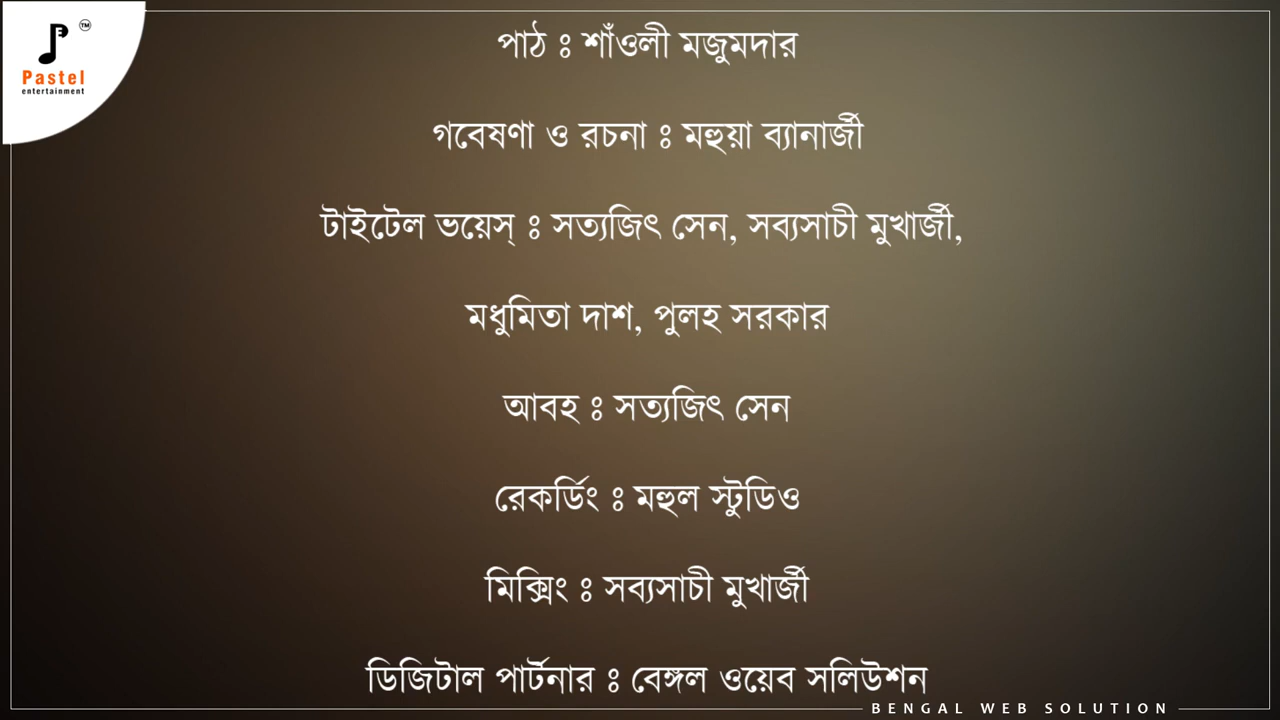 TM
Pastel
entertainment
পাঠ ঃ শাঁওলী মজুমদার
গবেষণা ও রচনা ঃ মহুয়া ব্যানার্জী
টাইটেল ভয়েস্ ঃ সত্যজিৎ সেন, সব্যসাচী মুখার্জী,
মধুমিতা দাশ, পুলহ সরকার
আবহ ঃ সত্যজিৎ সেন
রেকর্ডিং ঃ মহুল স্টুডিও
মিক্সিং ঃ সব্যসাচী মুখার্জী
ডিজিটাল পার্টনার ঃ বেঙ্গল ওয়েব সলিউশন
BENGAL WEB SOLUTION